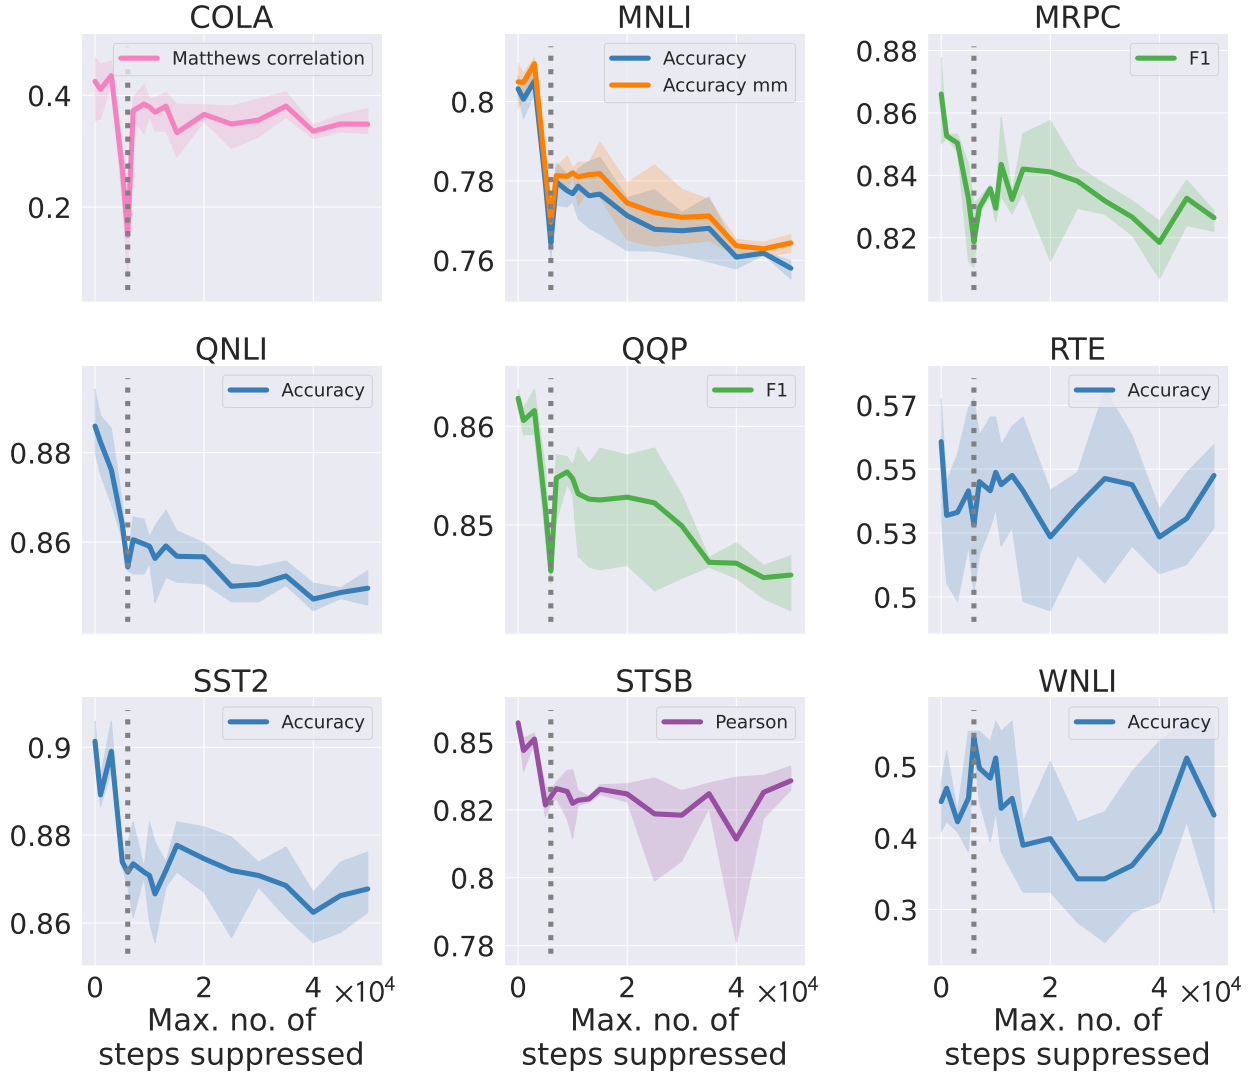 COLA
Matthews correlation
0.4
0.2
MNLI
Accuracy
Accuracy mm
0.8
0.78
0.76
MRPC
F1
0.88
0.86
0.84
0.82
QNLI
Accuracy
0.88
0.86
QQP
F1
0.86
0.85
RTE
Accuracy
0.57
0.55
0.53
0.5
SST2
Accuracy
0.9
0.88
0.86
0 2 4 ×10⁴
Max. no. of
steps suppressed
STSB
Pearson
0.85
0.82
0.8
0.78
0 2 4 ×10⁴
Max. no. of
steps suppressed
WNLI
Accuracy
0.5
0.4
0.3
0 2 4 ×10⁴
Max. no. of
steps suppressed